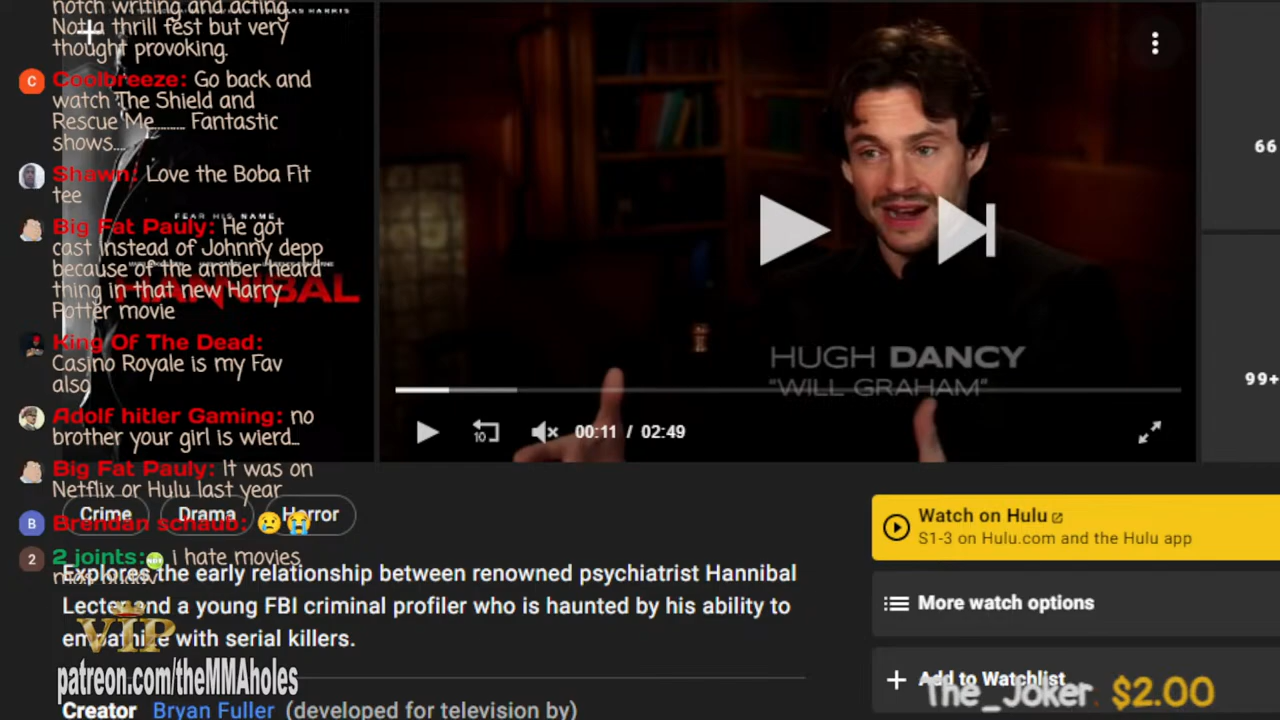 notch writing and acting.
Not a thrill fest but very
thought provoking.
Coolbreeze: Go back and
watch The Shield and
Rescue Me.......... Fantastic
shows....
Shawn: Love the Boba Fit
tee
Big Fat Pauly: He got
cast instead of Johnny depp
because of the amber heard
thing in that new Harry
Potter movie
King Of The Dead:
Casino Royale is my Fav
also
Adolf hitler Gaming: no
brother your girl is wierd...
Big Fat Pauly: It was on
Netflix or Hulu last year
Brendan schaub: 😢😭
2 joints: i hate movies
FEAR HIS NAME
HANNIBAL
HUGH DANCY
"WILL GRAHAM"
10
00:11 / 02:49
66
99+
Crime
Drama
Horror
Explores the early relationship between renowned psychiatrist Hannibal
Lecter and a young FBI criminal profiler who is haunted by his ability to
empathize with serial killers.
Creator Bryan Fuller (developed for television by)
Watch on Hulu
S1-3 on Hulu.com and the Hulu app
More watch options
Add to Watchlist
VIP
patreon.com/theMMAholes
The_Joker $2.00
C
B
2